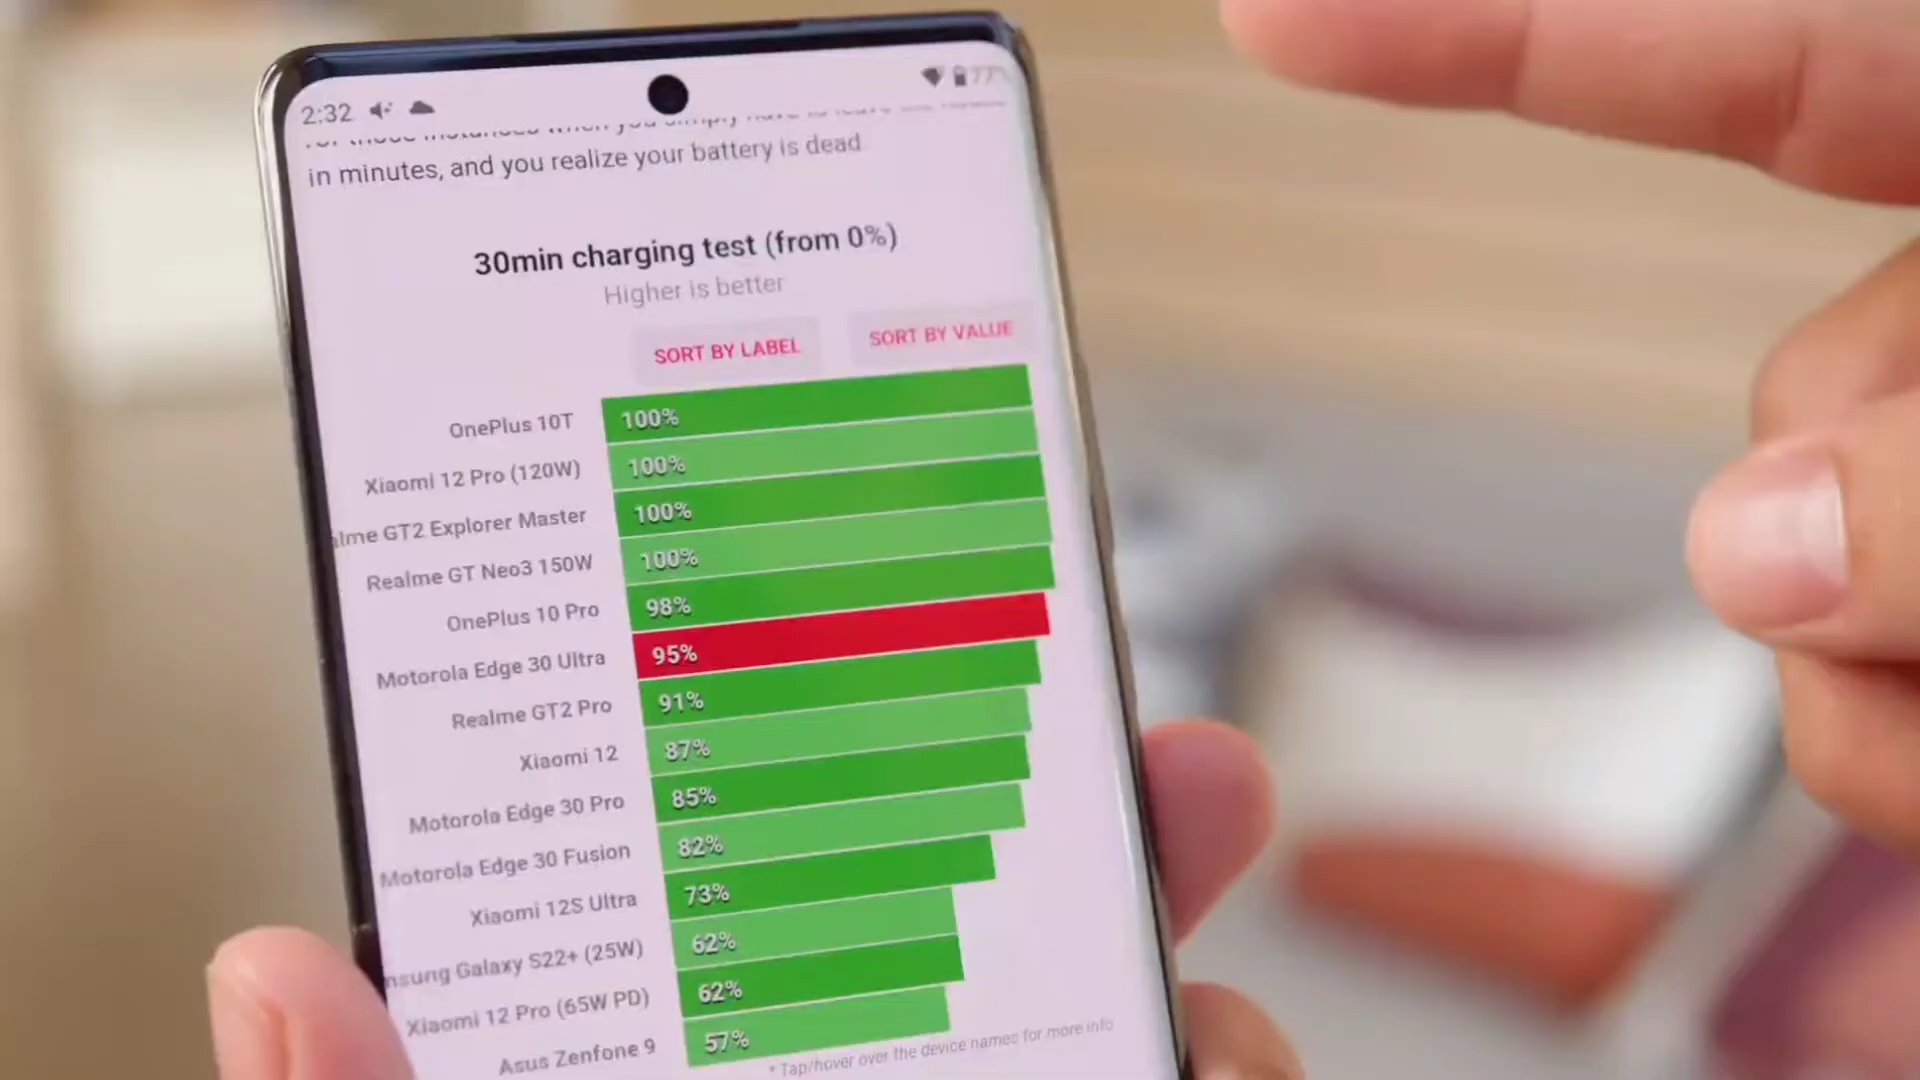 2:32 77%
in minutes, and you realize your battery is dead
30min charging test (from 0%)
Higher is better
SORT BY LABEL SORT BY VALUE
OnePlus 10T 100%
Xiaomi 12 Pro (120W) 100%
alme GT2 Explorer Master 100%
Realme GT Neo3 150W 100%
OnePlus 10 Pro 98%
Motorola Edge 30 Ultra 95%
Realme GT2 Pro 91%
Xiaomi 12 87%
Motorola Edge 30 Pro 85%
Motorola Edge 30 Fusion 82%
Xiaomi 12S Ultra 73%
nsung Galaxy S22+ (25W) 62%
Xiaomi 12 Pro (65W PD) 62%
Asus Zenfone 9 57%
* Tap/hover over the device names for more info